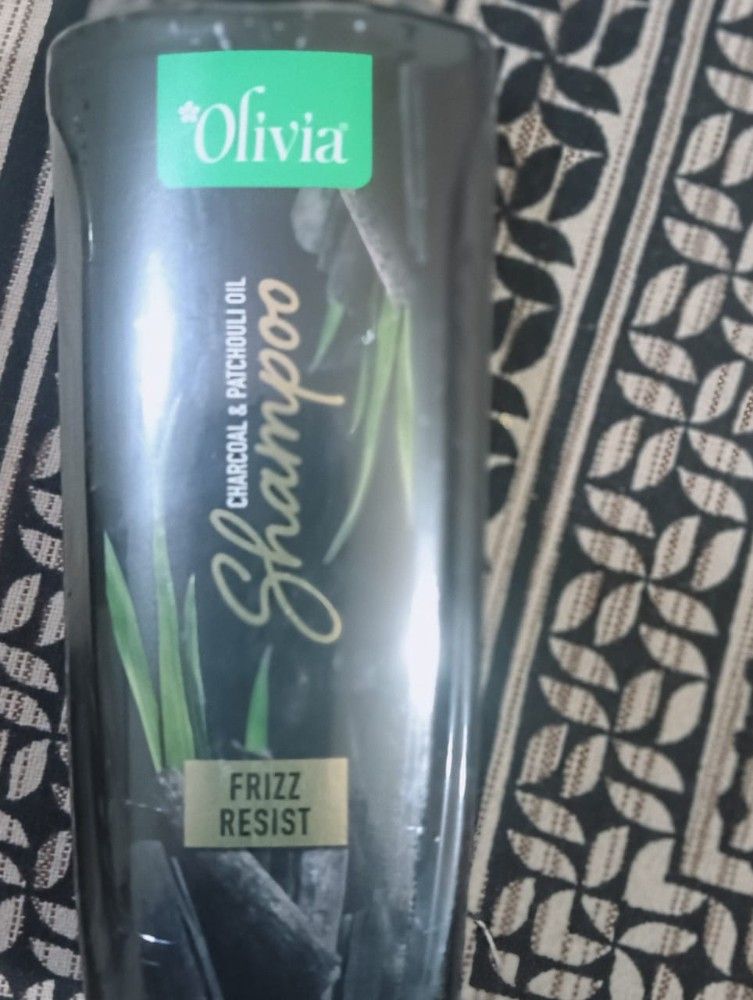 Olivia
CHARCOAL & PATCHOULI OIL
Shampoo
FRIZZ
RESIST